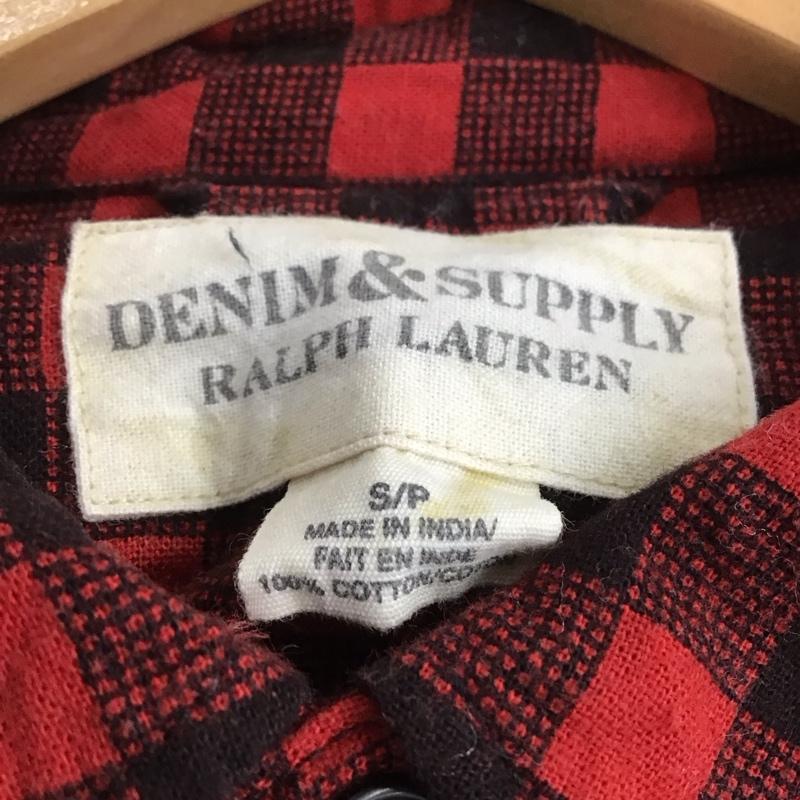 DENIM & SUPPLY
RALPH LAUREN
S/P
MADE IN INDIA/
FAIT EN INDE
100% COTTON/COTON